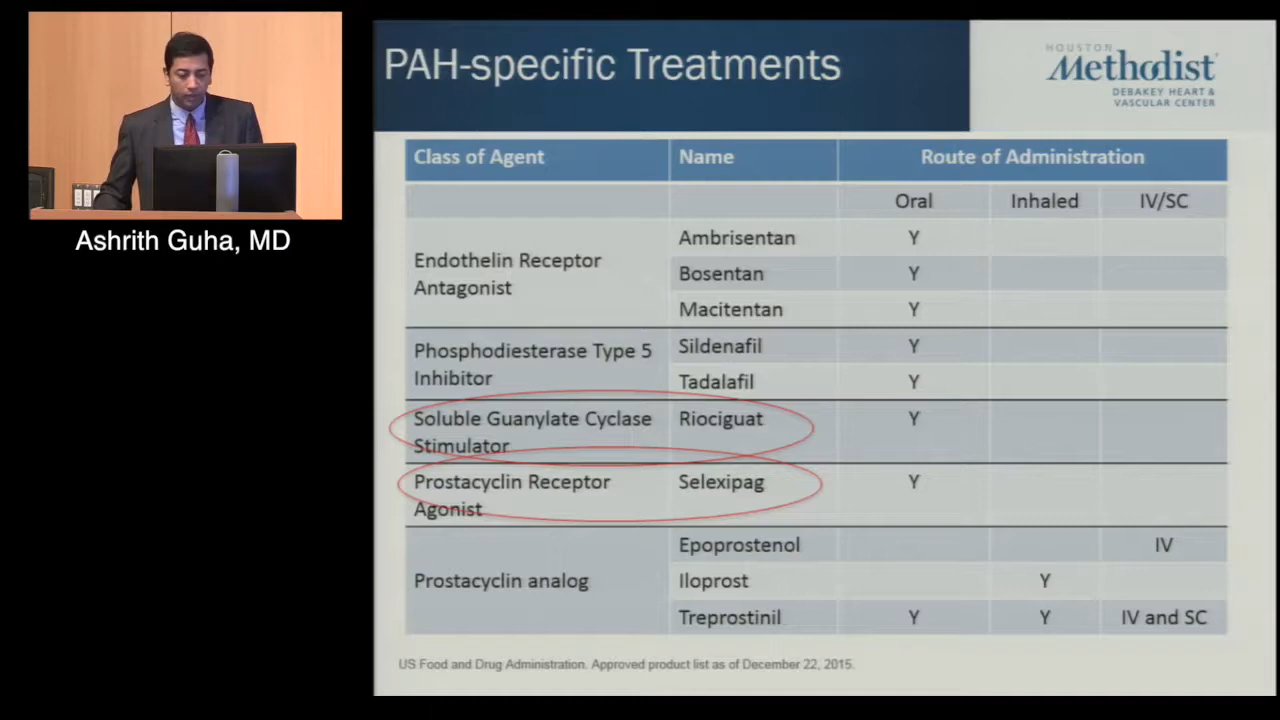 PAH-specific Treatments
HOUSTON
Methodist
DEBAKEY HEART &
VASCULAR CENTER
Ashrith Guha, MD
Class of Agent Name Route of Administration
Oral Inhaled IV/SC
Endothelin Receptor
Antagonist
Ambrisentan Y
Bosentan Y
Macitentan Y
Phosphodiesterase Type 5
Inhibitor
Sildenafil Y
Tadalafil Y
Soluble Guanylate Cyclase
Stimulator
Riociguat Y
Prostacyclin Receptor
Agonist
Selexipag Y
Prostacyclin analog
Epoprostenol IV
Iloprost Y
Treprostinil Y Y IV and SC
US Food and Drug Administration. Approved product list as of December 22, 2015.